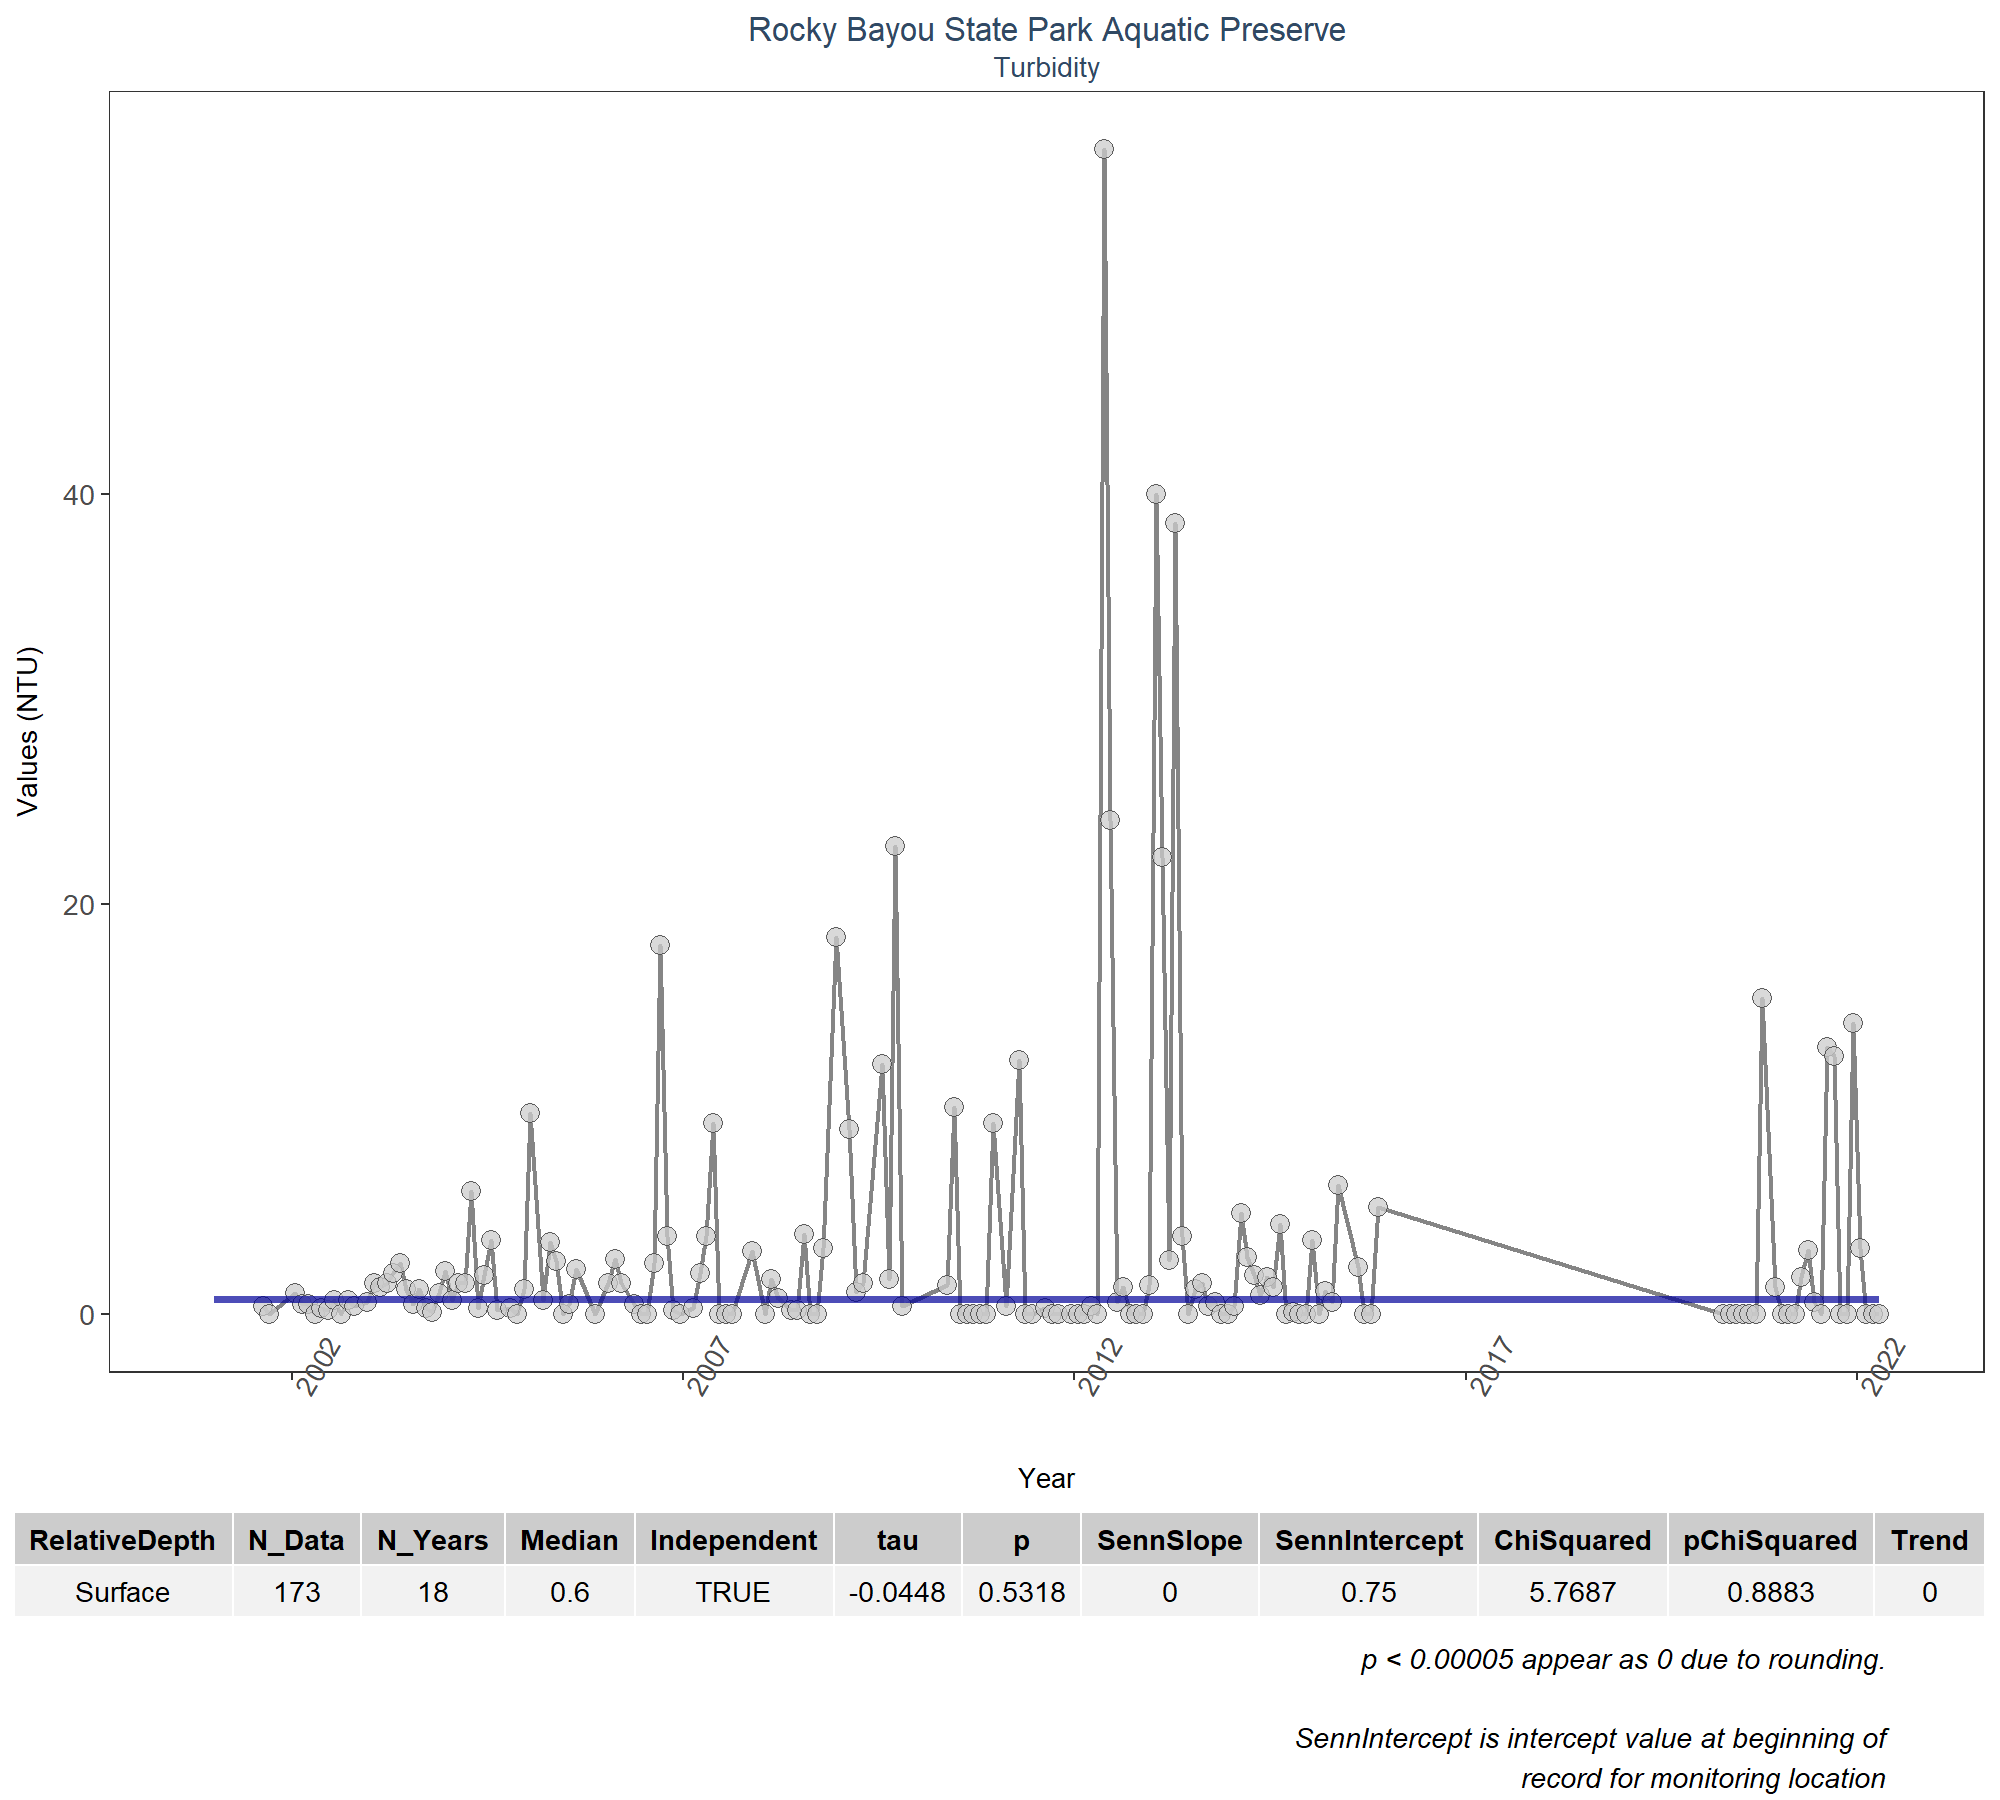 Rocky Bayou State Park Aquatic Preserve
Turbidity
Values (NTU)
40
20
0
2002
2007
2012
2017
2022
Year
RelativeDepth N_Data N_Years Median Independent tau p SennSlope SennIntercept ChiSquared pChiSquared Trend
Surface 173 18 0.6 TRUE -0.0448 0.5318 0 0.75 5.7687 0.8883 0
p < 0.00005 appear as 0 due to rounding.
SennIntercept is intercept value at beginning of
record for monitoring location